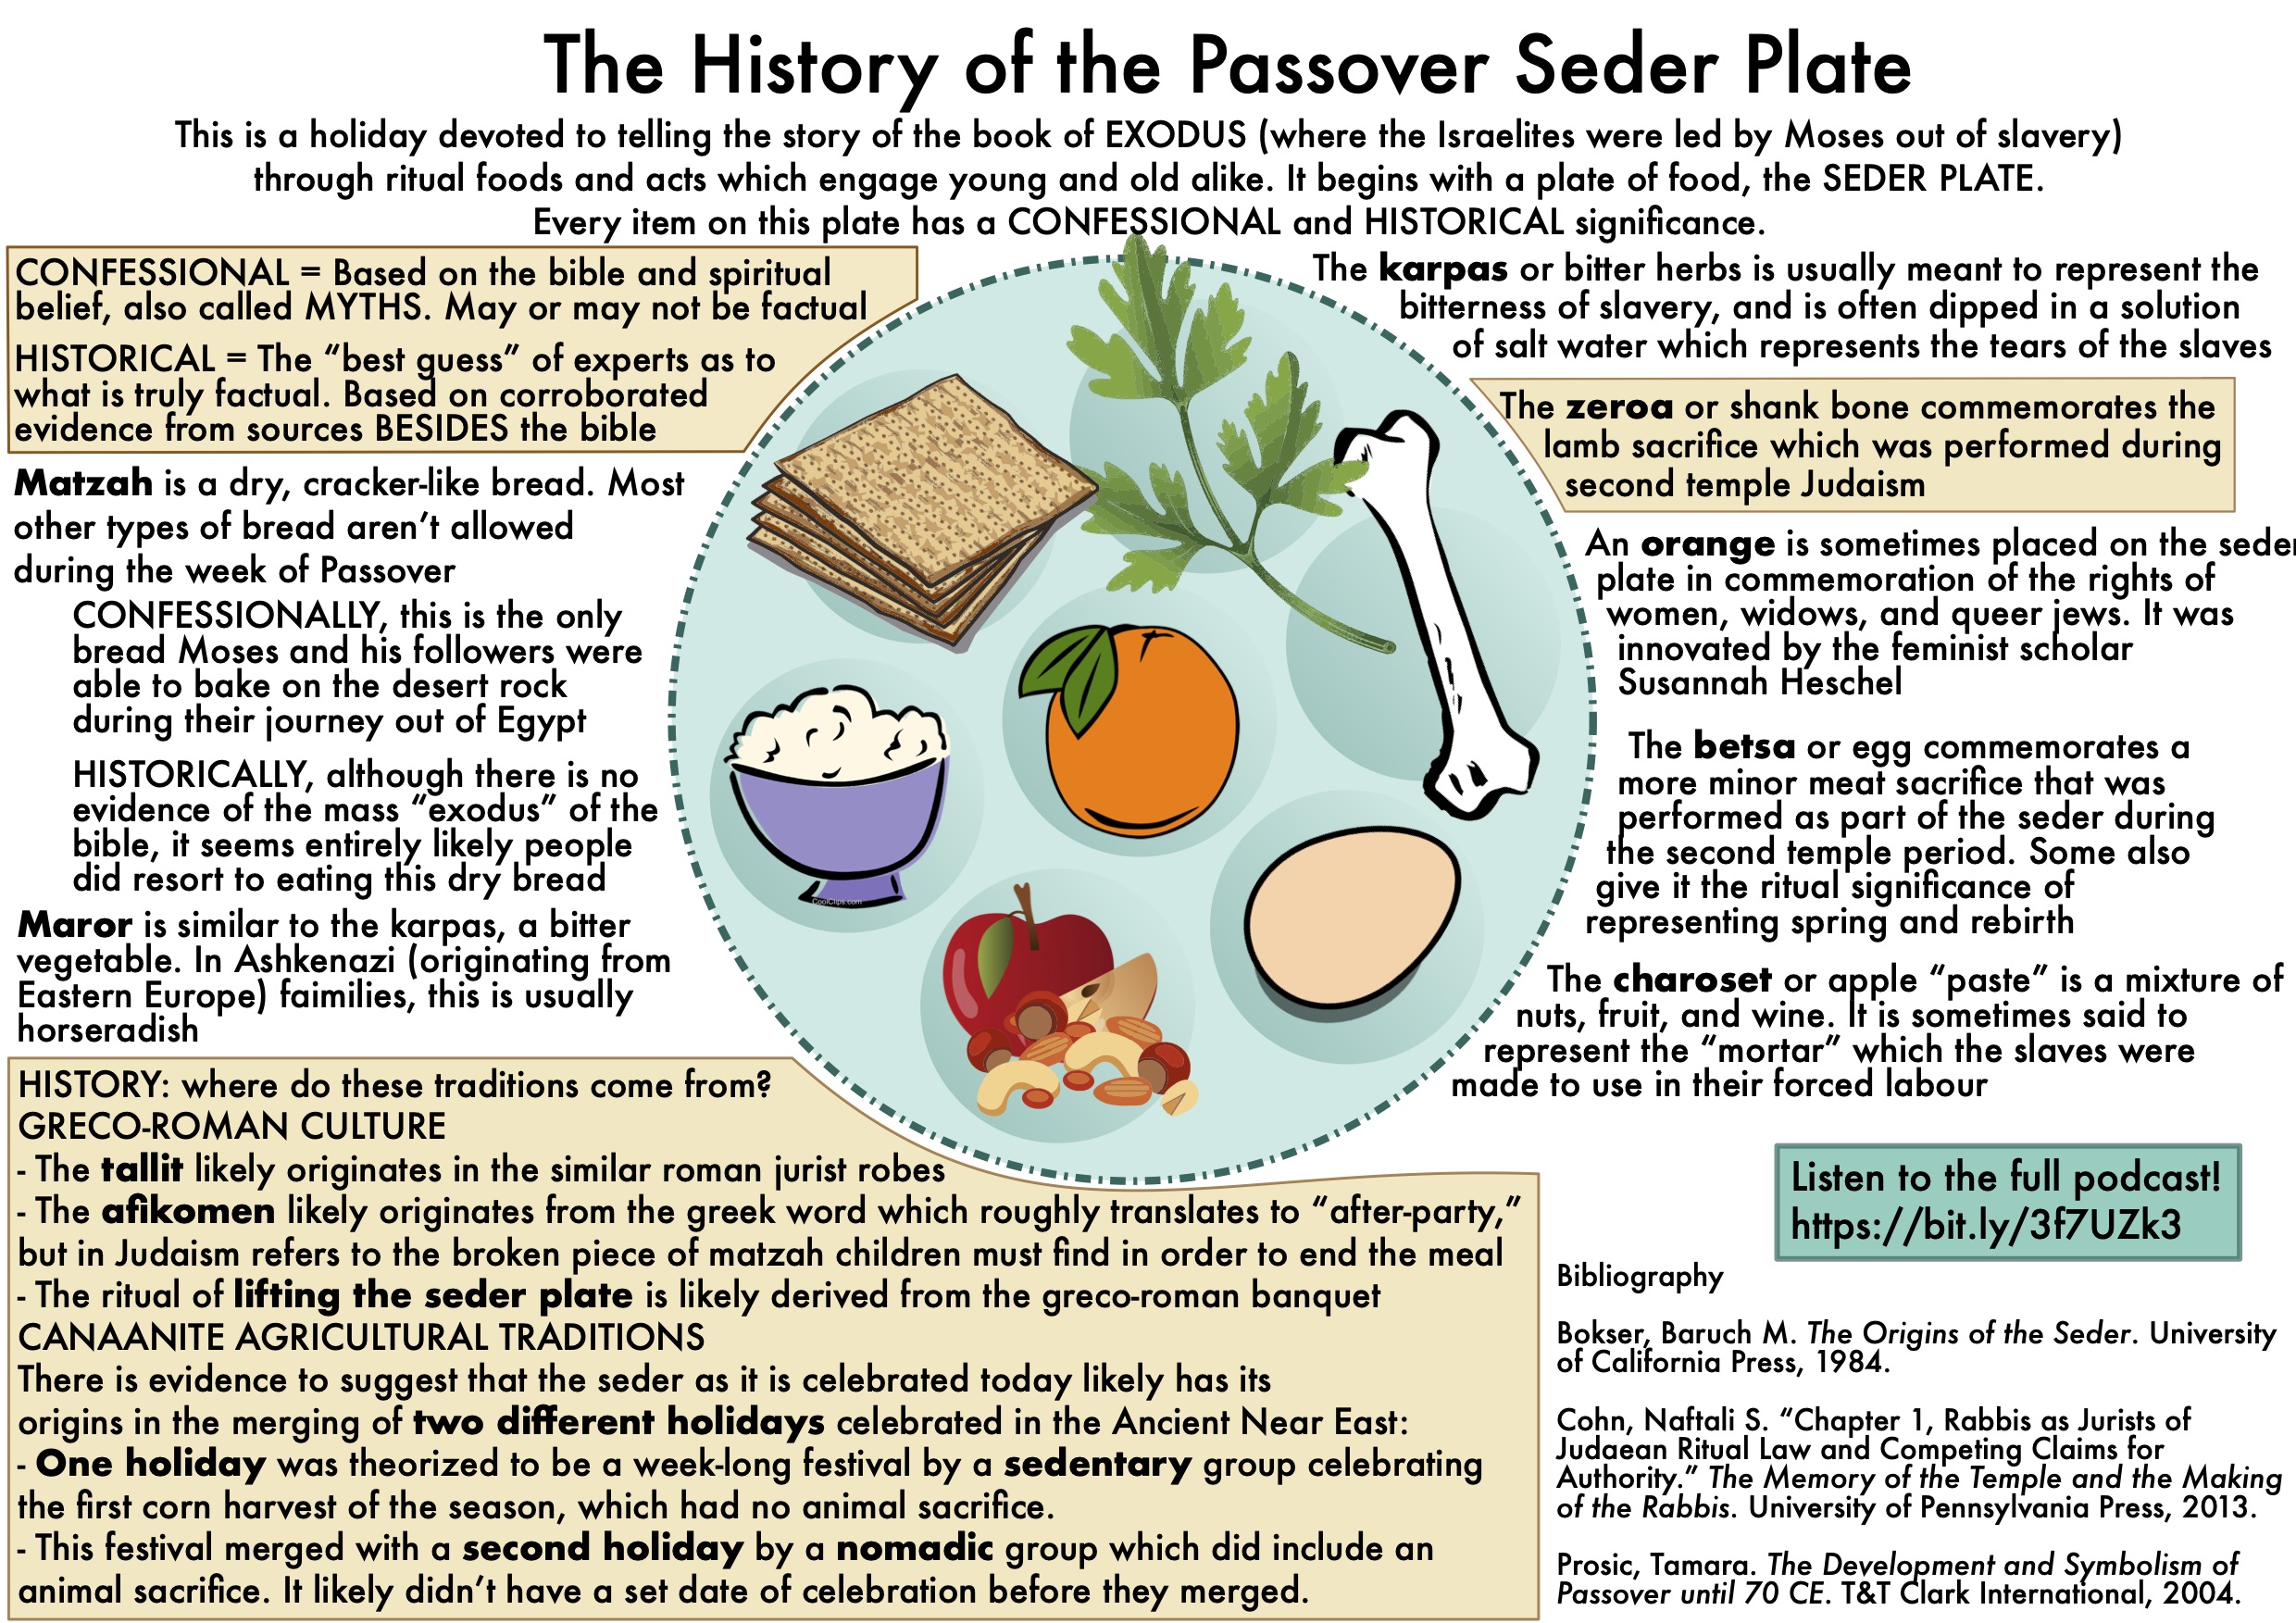 The History of the Passover Seder Plate
This is a holiday devoted to telling the story of the book of EXODUS (where the Israelites were led by Moses out of slavery)
through ritual foods and acts which engage young and old alike. It begins with a plate of food, the SEDER PLATE.
Every item on this plate has a CONFESSIONAL and HISTORICAL significance.
CONFESSIONAL = Based on the bible and spiritual
belief, also called MYTHS. May or may not be factual
HISTORICAL = The “best guess” of experts as to
what is truly factual. Based on corroborated
evidence from sources BESIDES the bible
Matzah is a dry, cracker-like bread. Most
other types of bread aren’t allowed
during the week of Passover
CONFESSIONALLY, this is the only
bread Moses and his followers were
able to bake on the desert rock
during their journey out of Egypt
HISTORICALLY, although there is no
evidence of the mass “exodus” of the
bible, it seems entirely likely people
did resort to eating this dry bread
Maror is similar to the karpas, a bitter
vegetable. In Ashkenazi (originating from
Eastern Europe) faimilies, this is usually
horseradish
The karpas or bitter herbs is usually meant to represent the
bitterness of slavery, and is often dipped in a solution
of salt water which represents the tears of the slaves
The zeroa or shank bone commemorates the
lamb sacrifice which was performed during
second temple Judaism
An orange is sometimes placed on the seder
plate in commemoration of the rights of
women, widows, and queer jews. It was
innovated by the feminist scholar
Susannah Heschel
The betsa or egg commemorates a
more minor meat sacrifice that was
performed as part of the seder during
the second temple period. Some also
give it the ritual significance of
representing spring and rebirth
The charoset or apple “paste” is a mixture of
nuts, fruit, and wine. It is sometimes said to
represent the “mortar” which the slaves were
made to use in their forced labour
CoolClips.com
HISTORY: where do these traditions come from?
GRECO-ROMAN CULTURE
- The tallit likely originates in the similar roman jurist robes
- The afikomen likely originates from the greek word which roughly translates to “after-party,”
but in Judaism refers to the broken piece of matzah children must find in order to end the meal
- The ritual of lifting the seder plate is likely derived from the greco-roman banquet
CANAANITE AGRICULTURAL TRADITIONS
There is evidence to suggest that the seder as it is celebrated today likely has its
origins in the merging of two different holidays celebrated in the Ancient Near East:
- One holiday was theorized to be a week-long festival by a sedentary group celebrating
the first corn harvest of the season, which had no animal sacrifice.
- This festival merged with a second holiday by a nomadic group which did include an
animal sacrifice. It likely didn’t have a set date of celebration before they merged.
Listen to the full podcast!
https://bit.ly/3f7UZk3
Bibliography
Bokser, Baruch M. The Origins of the Seder. University
of California Press, 1984.
Cohn, Naftali S. “Chapter 1, Rabbis as Jurists of
Judaean Ritual Law and Competing Claims for
Authority.” The Memory of the Temple and the Making
of the Rabbis. University of Pennsylvania Press, 2013.
Prosic, Tamara. The Development and Symbolism of
Passover until 70 CE. T&T Clark International, 2004.